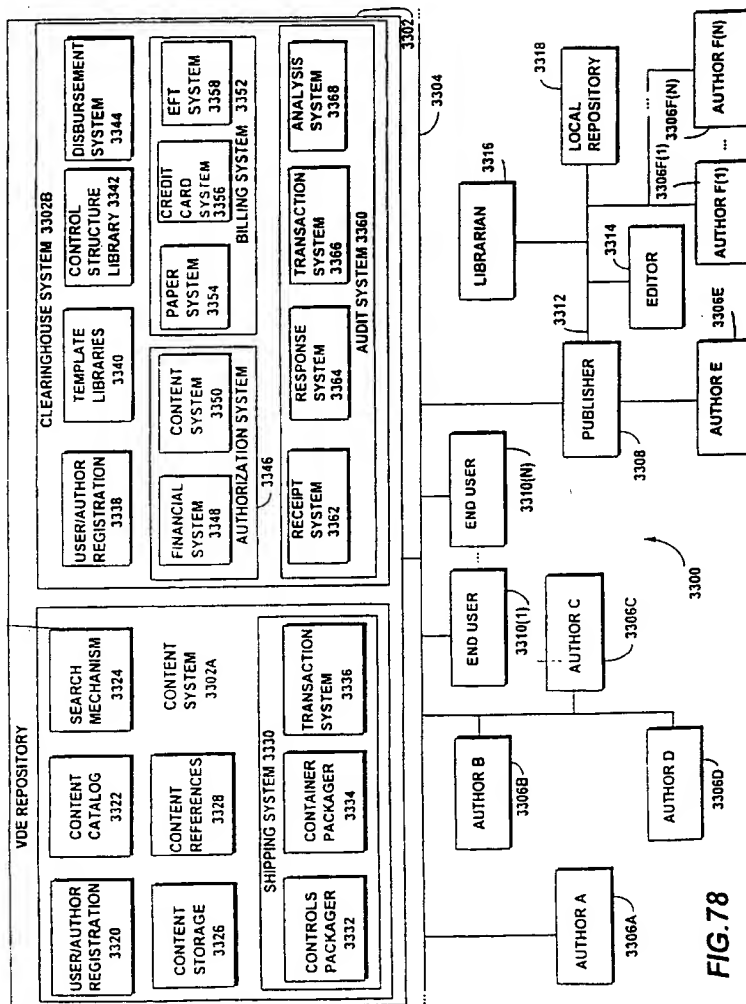 VDE REPOSITORY
USER/AUTHOR
REGISTRATION
3320
CONTENT
CATALOG
3322
SEARCH
MECHANISM
3324
CONTENT
STORAGE
3326
CONTENT
REFERENCES
3328
CONTENT
SYSTEM
3302A
SHIPPING SYSTEM 3330
CONTROLS
PACKAGER
3332
CONTAINER
PACKAGER
3334
TRANSACTION
SYSTEM
3336
CLEARINGHOUSE SYSTEM 3302B
USER/AUTHOR
REGISTRATION
3338
TEMPLATE
LIBRARIES
3340
CONTROL
STRUCTURE
LIBRARY 3342
DISBURSEMENT
SYSTEM
3344
FINANCIAL
SYSTEM
3348
CONTENT
SYSTEM
3350
AUTHORIZATION SYSTEM
3346
PAPER
SYSTEM
3354
CREDIT
CARD
SYSTEM
3356
EFT
SYSTEM
3358
BILLING SYSTEM
3352
RECEIPT
SYSTEM
3362
RESPONSE
SYSTEM
3364
TRANSACTION
SYSTEM
3366
ANALYSIS
SYSTEM
3368
AUDIT SYSTEM 3360
3302
3304
AUTHOR A
3306A
AUTHOR B
3306B
AUTHOR C
3306C
AUTHOR D
3306D
END USER
3310(1)
END USER
3310(N)
3300
PUBLISHER
3308
3312
AUTHOR E
3306E
EDITOR
3314
LIBRARIAN
3316
LOCAL
REPOSITORY
3318
AUTHOR F(1)
3306F(1)
...
AUTHOR F(N)
3306F(N)
...
FIG.78